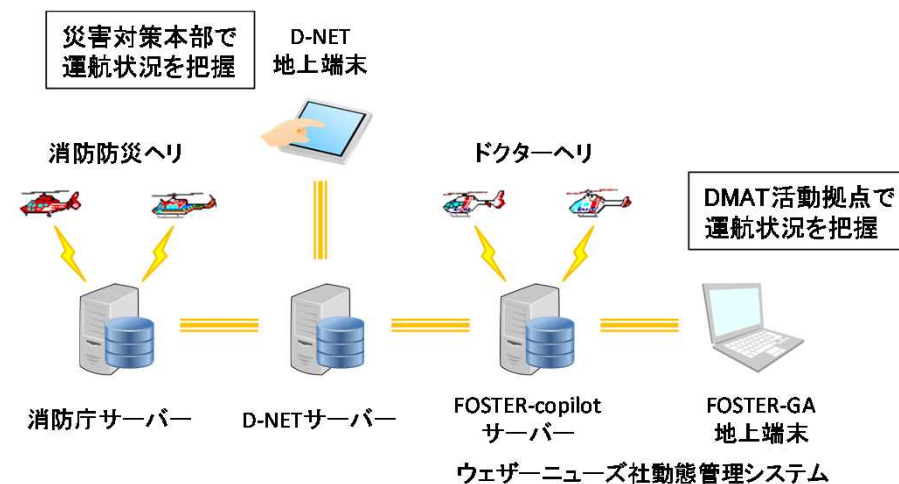 災害対策本部で
運航状況を把握
D-NET
地上端末
消防防災ヘリ
ドクターヘリ
DMAT活動拠点で
運航状況を把握
消防庁サーバー
D-NETサーバー
FOSTER-copilot
サーバー
FOSTER-GA
地上端末
ウェザーニューズ社動態管理システム